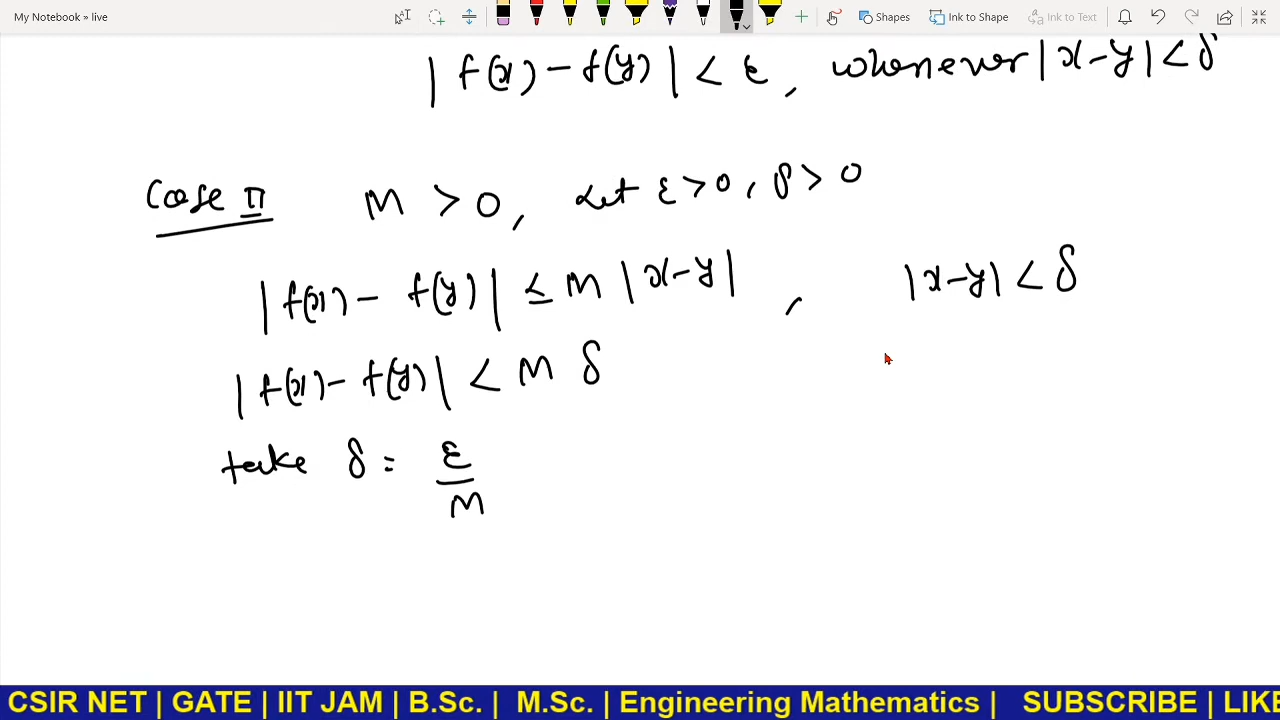 My Notebook » live
Shapes Ink to Shape Ink to Text
| f(x) - f(y) | < ε, whenever |x-y| < δ
Case II M > 0, Let ε > 0, δ > 0
|f(x) - f(y)| ≤ M |x-y| , |x-y| < δ
|f(x) - f(y)| < M δ
take δ = ε
M
CSIR NET | GATE | IIT JAM | B.Sc. | M.Sc. | Engineering Mathematics | SUBSCRIBE | LIKE